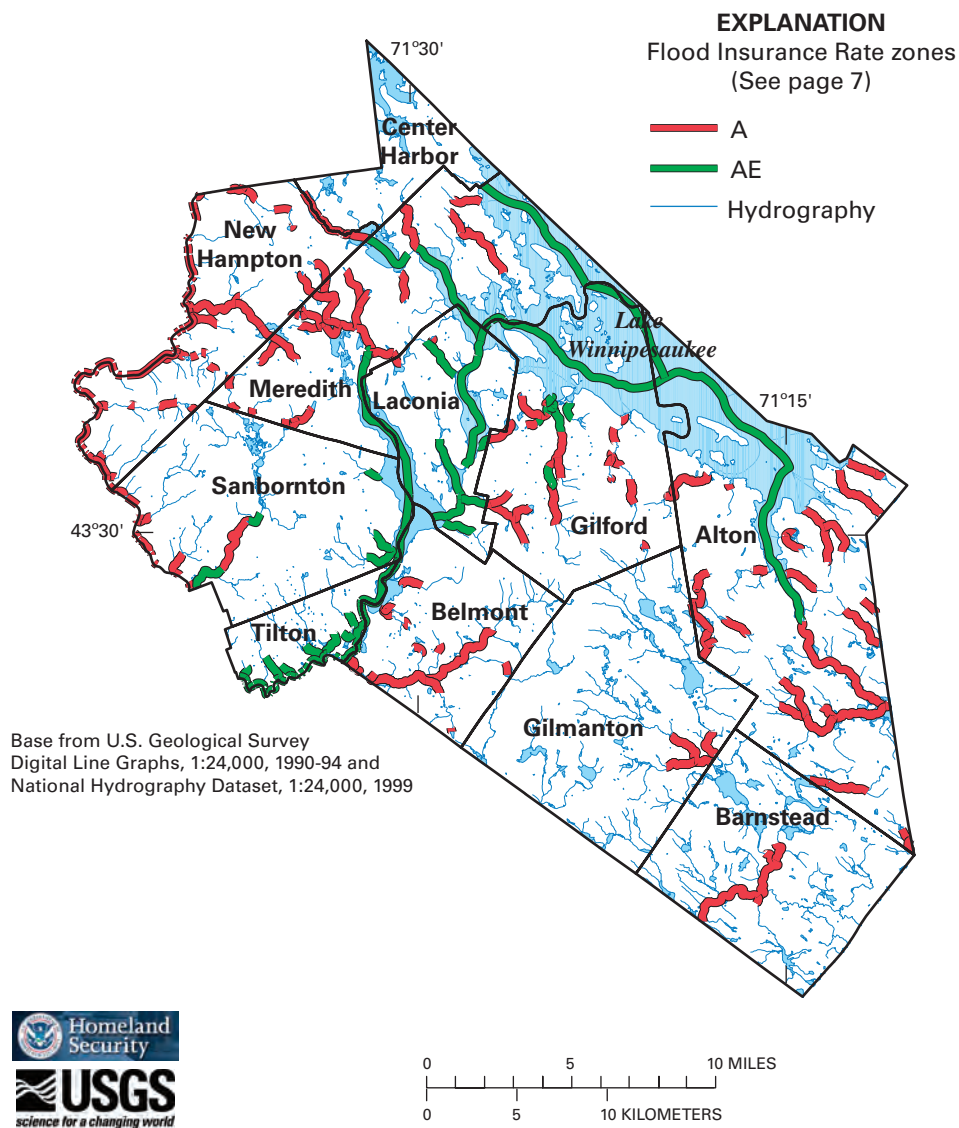 EXPLANATION
Flood Insurance Rate zones
(See page 7)
A
AE
Hydrography
71°30'
Center
Harbor
New
Hampton
Lake
Winnipesaukee
Meredith
Laconia
71°15'
Sanbornton
43°30'
Gilford
Alton
Belmont
Tilton
Gilmanton
Barnstead
Base from U.S. Geological Survey
Digital Line Graphs, 1:24,000, 1990-94 and
National Hydrography Dataset, 1:24,000, 1999
Homeland
Security
USGS
science for a changing world
0 5 10 MILES
0 5 10 KILOMETERS